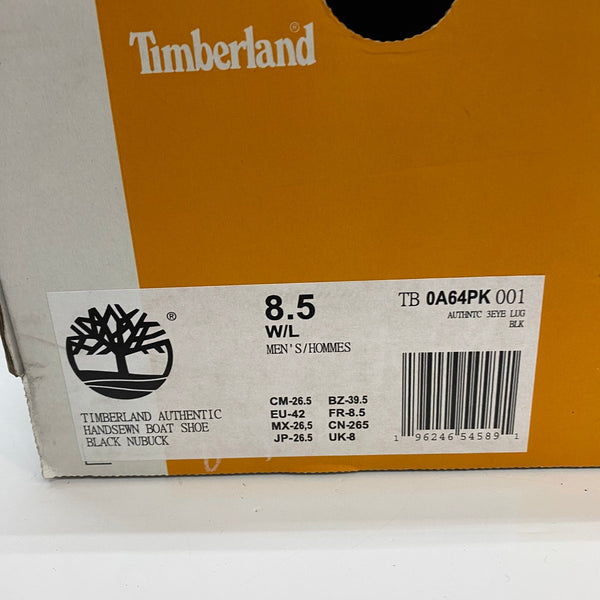 Timberland®
®
8.5
W/L
MEN'S/HOMMES
TB 0A64PK 001
AUTHNTC 3EYE LUG
BLK
TIMBERLAND AUTHENTIC
HANDSEWN BOAT SHOE
BLACK NUBUCK
CM-26.5 BZ-39.5
EU-42 FR-8.5
MX-26,5 CN-265
JP-26.5 UK-8
1 96246 54589 1